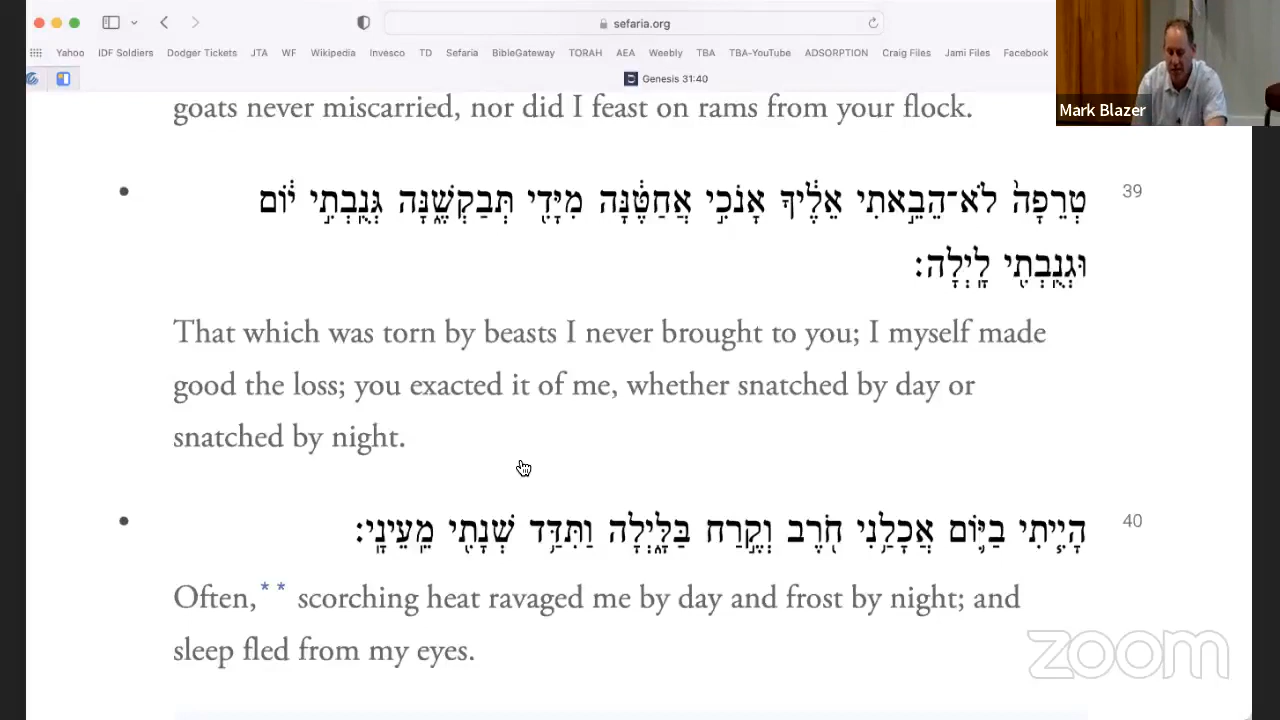 sefaria.org
Yahoo IDF Soldiers Dodger Tickets JTA WF Wikipedia Invesco TD Sefaria BibleGateway TORAH AEA Weebly TBA TBA-YouTube ADSORPTION Craig Files Jami Files Facebook
Genesis 31:40
Mark Blazer
goats never miscarried, nor did I feast on rams from your flock.
39
טְרֵפָה֙ לֹא־הֵבֵ֣אתִי אֵלֶ֔יךָ אָנֹכִ֣י אֲחַטֶּ֔נָּה מִיָּדִ֖י תְּבַקְשֶׁ֑נָּה גְּנֻֽבְתִ֣י י֔וֹם
וּגְנֻֽבְתִ֖י לָֽיְלָה׃
That which was torn by beasts I never brought to you; I myself made
good the loss; you exacted it of me, whether snatched by day or
snatched by night.
40
הָיִ֧יתִי בַיּ֛וֹם אֲכָלַ֥נִי חֹ֖רֶב וְקֶ֣רַח בַּלָּ֑יְלָה וַתִּדַּ֥ד שְׁנָתִ֖י מֵֽעֵינָֽי׃
Often,** scorching heat ravaged me by day and frost by night; and
sleep fled from my eyes.
zoom